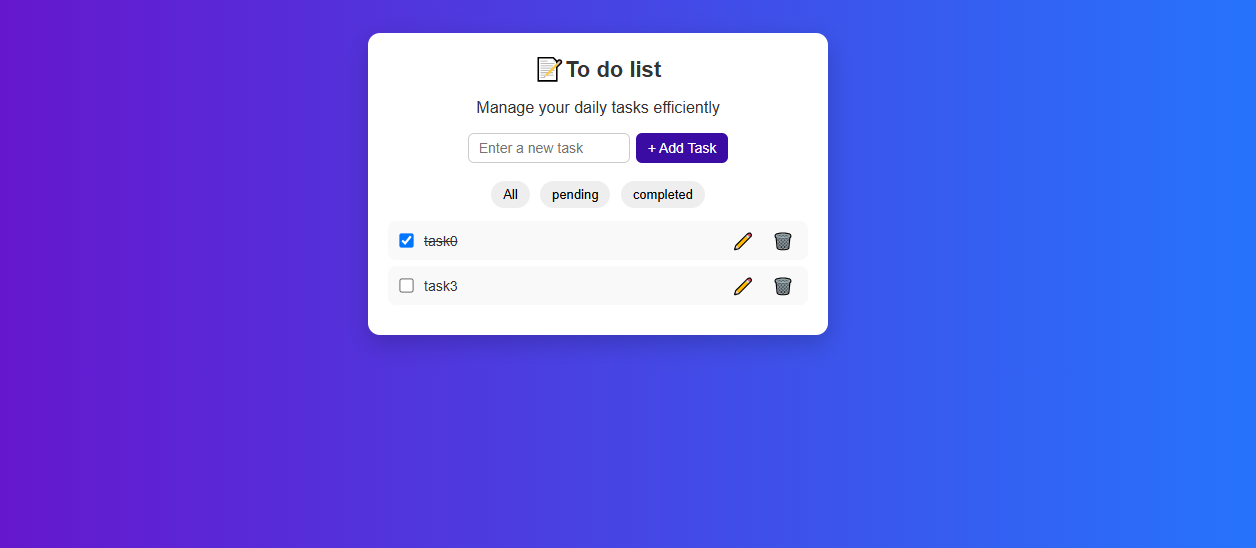 To do list
Manage your daily tasks efficiently
Enter a new task + Add Task
All pending completed
task0
task3